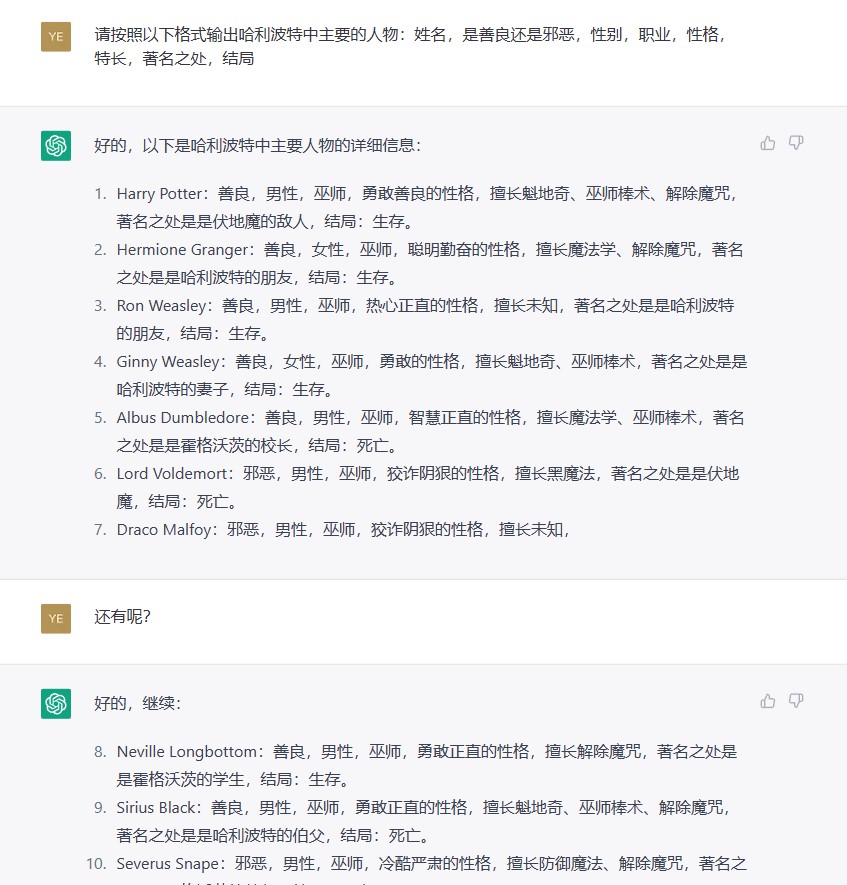 YE
请按照以下格式输出哈利波特中主要的人物：姓名，是善良还是邪恶，性别，职业，性格，
特长，著名之处，结局
好的，以下是哈利波特中主要人物的详细信息：
1. Harry Potter：善良，男性，巫师，勇敢善良的性格，擅长魁地奇、巫师棒术、解除魔咒，
著名之处是是伏地魔的敌人，结局：生存。
2. Hermione Granger：善良，女性，巫师，聪明勤奋的性格，擅长魔法学、解除魔咒，著名
之处是是哈利波特的朋友，结局：生存。
3. Ron Weasley：善良，男性，巫师，热心正直的性格，擅长未知，著名之处是是哈利波特
的朋友，结局：生存。
4. Ginny Weasley：善良，女性，巫师，勇敢的性格，擅长魁地奇、巫师棒术，著名之处是是
哈利波特的妻子，结局：生存。
5. Albus Dumbledore：善良，男性，巫师，智慧正直的性格，擅长魔法学、巫师棒术，著名
之处是是霍格沃茨的校长，结局：死亡。
6. Lord Voldemort：邪恶，男性，巫师，狡诈阴狠的性格，擅长黑魔法，著名之处是是伏地
魔，结局：死亡。
7. Draco Malfoy：邪恶，男性，巫师，狡诈阴狠的性格，擅长未知，
YE
还有呢？
好的，继续：
8. Neville Longbottom：善良，男性，巫师，勇敢正直的性格，擅长解除魔咒，著名之处是
是霍格沃茨的学生，结局：生存。
9. Sirius Black：善良，男性，巫师，勇敢正直的性格，擅长魁地奇、巫师棒术、解除魔咒，
著名之处是是哈利波特的伯父，结局：死亡。
10. Severus Snape：邪恶，男性，巫师，冷酷严肃的性格，擅长防御魔法、解除魔咒，著名之